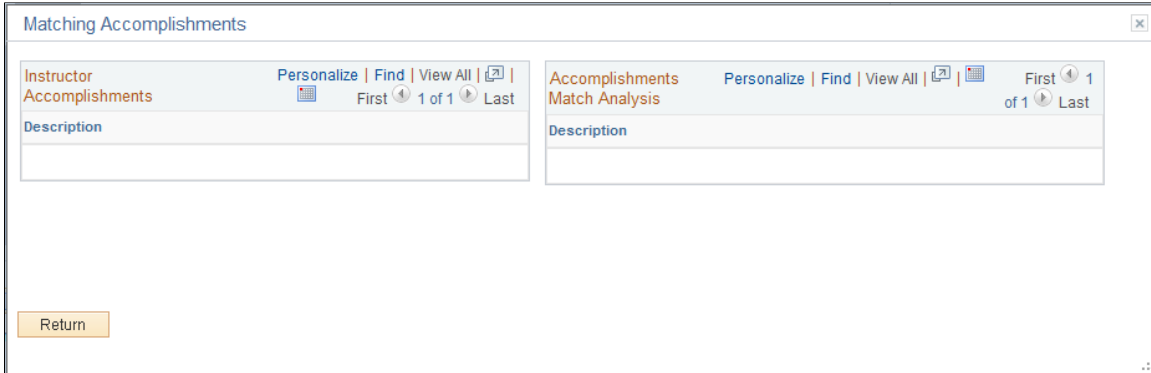 Matching Accomplishments
Instructor Accomplishments
Personalize | Find | View All | |
First 1 of 1 Last
Description
Accomplishments Match Analysis
Personalize | Find | View All | |
First 1 of 1 Last
Description
Return